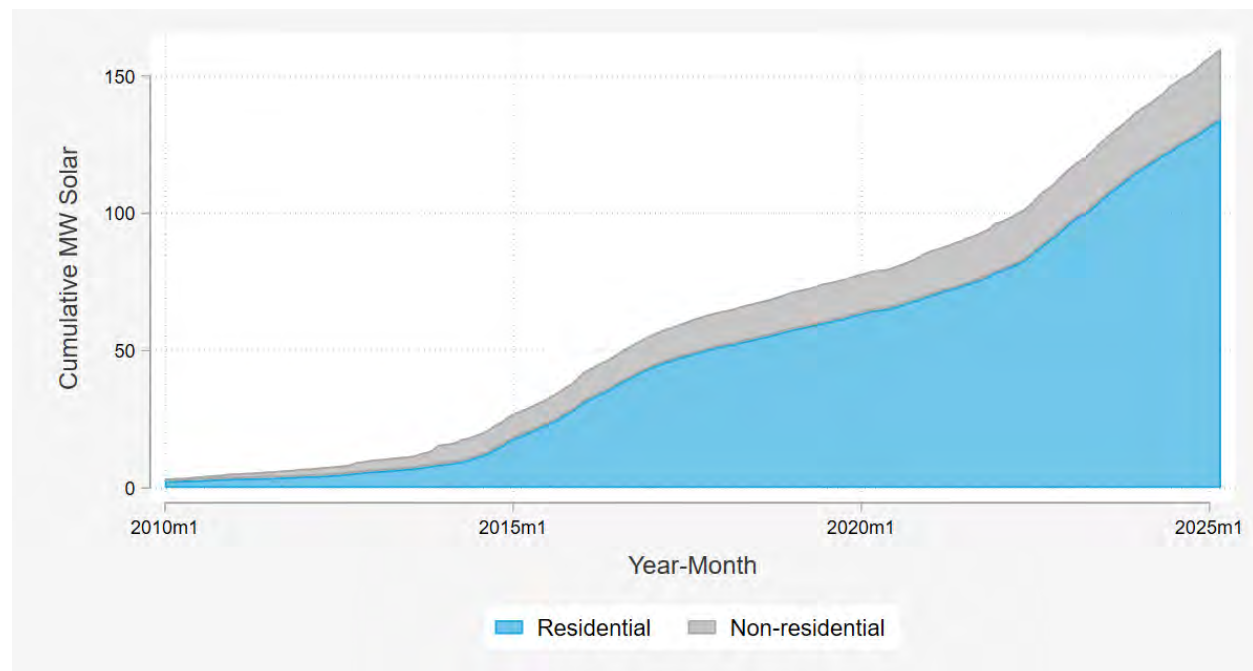 Cumulative MW Solar
150
100
50
0
2010m1 2015m1 2020m1 2025m1
Year-Month
Residential Non-residential